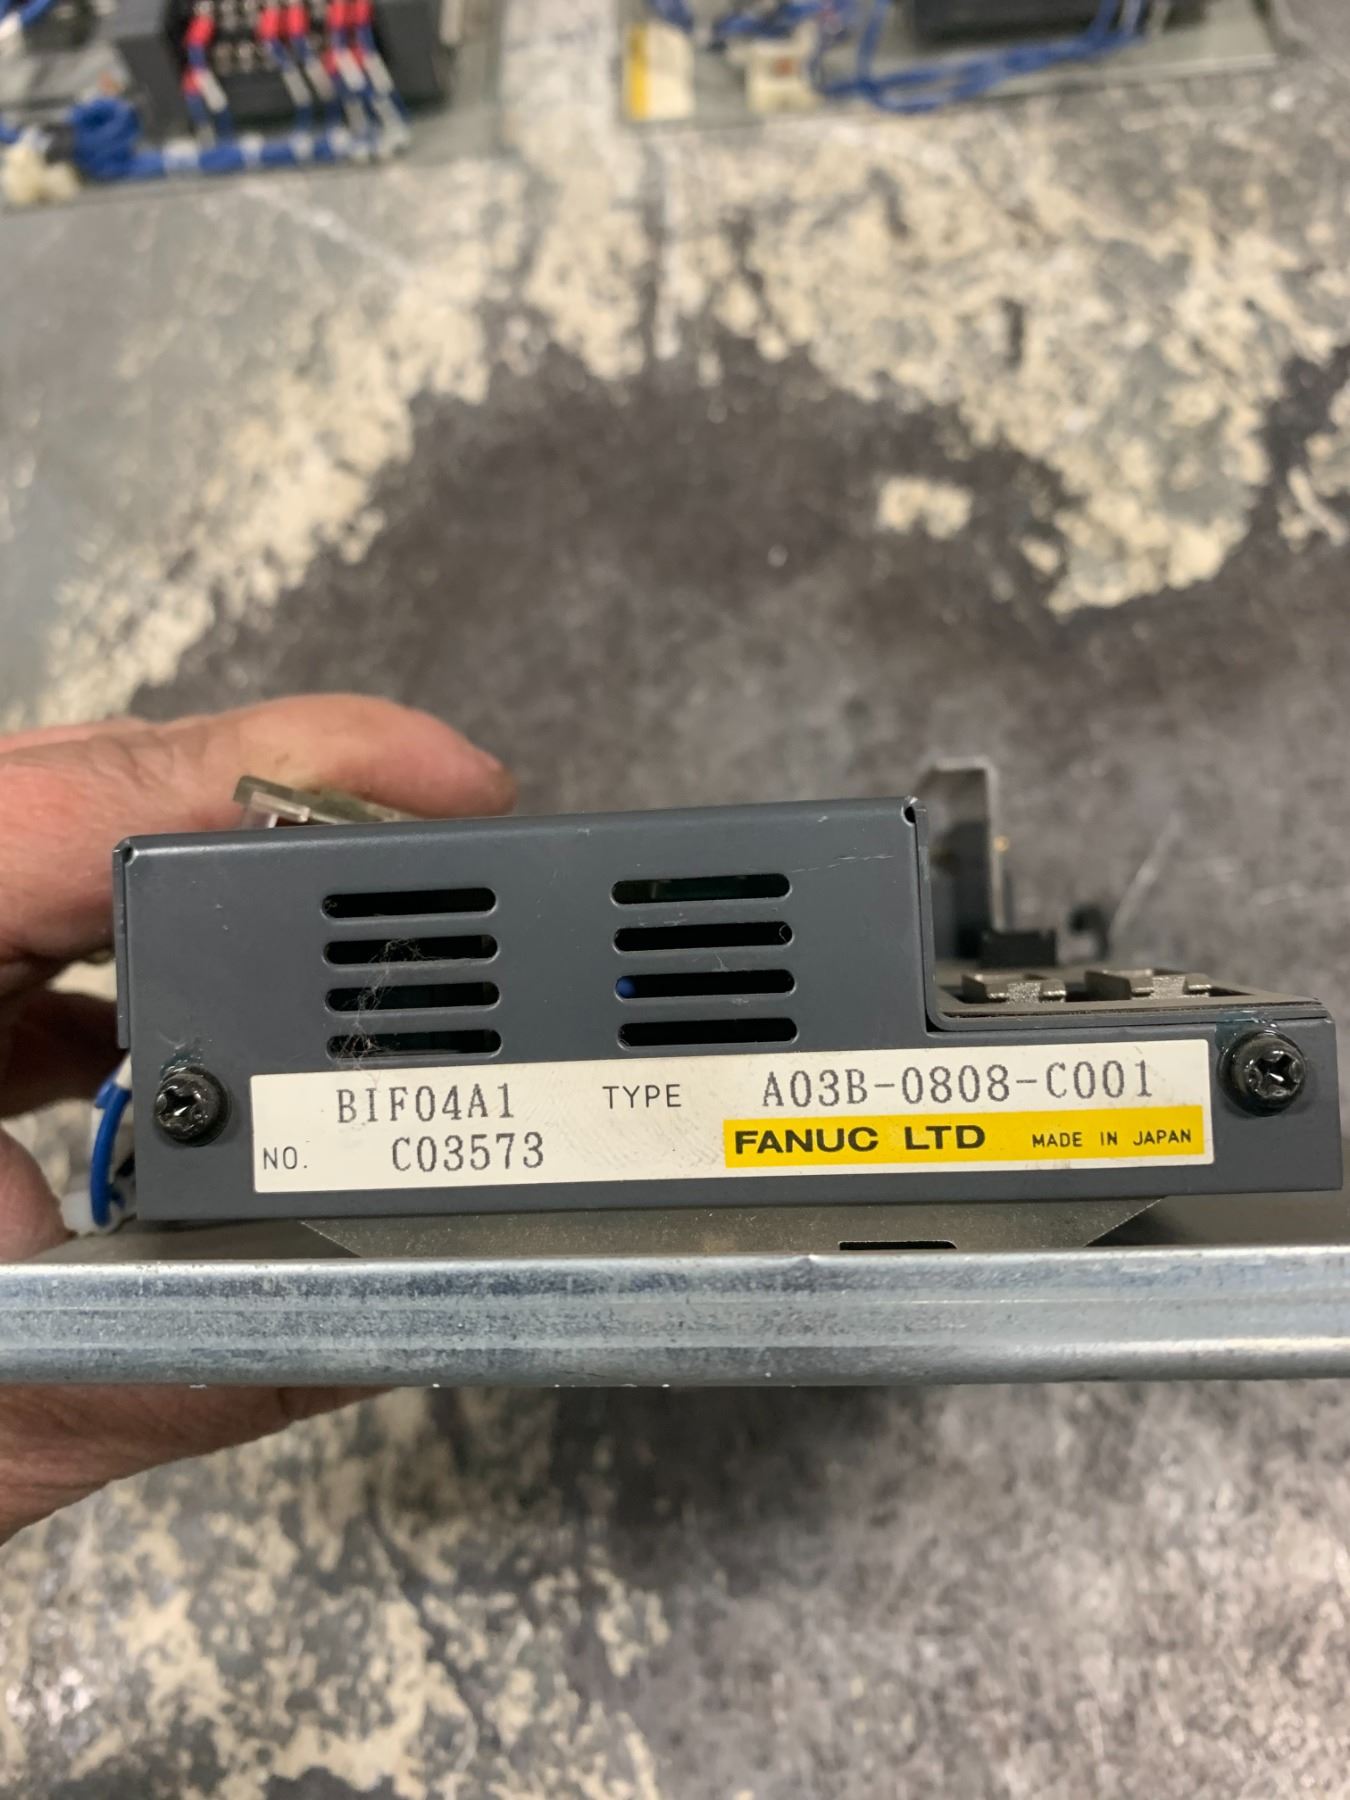 BIF04A1 TYPE A03B-0808-C001
NO. C03573 FANUC LTD MADE IN JAPAN